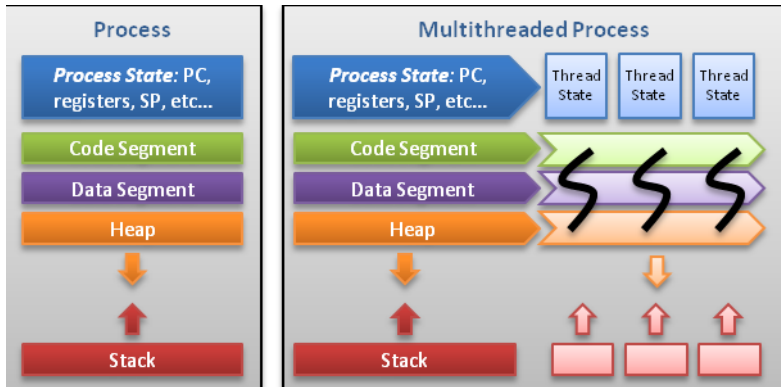 Process
Process State: PC,
registers, SP, etc...
Code Segment
Data Segment
Heap
Stack
Multithreaded Process
Process State: PC,
registers, SP, etc...
Thread
State
Thread
State
Thread
State
Code Segment
Data Segment
Heap
Stack